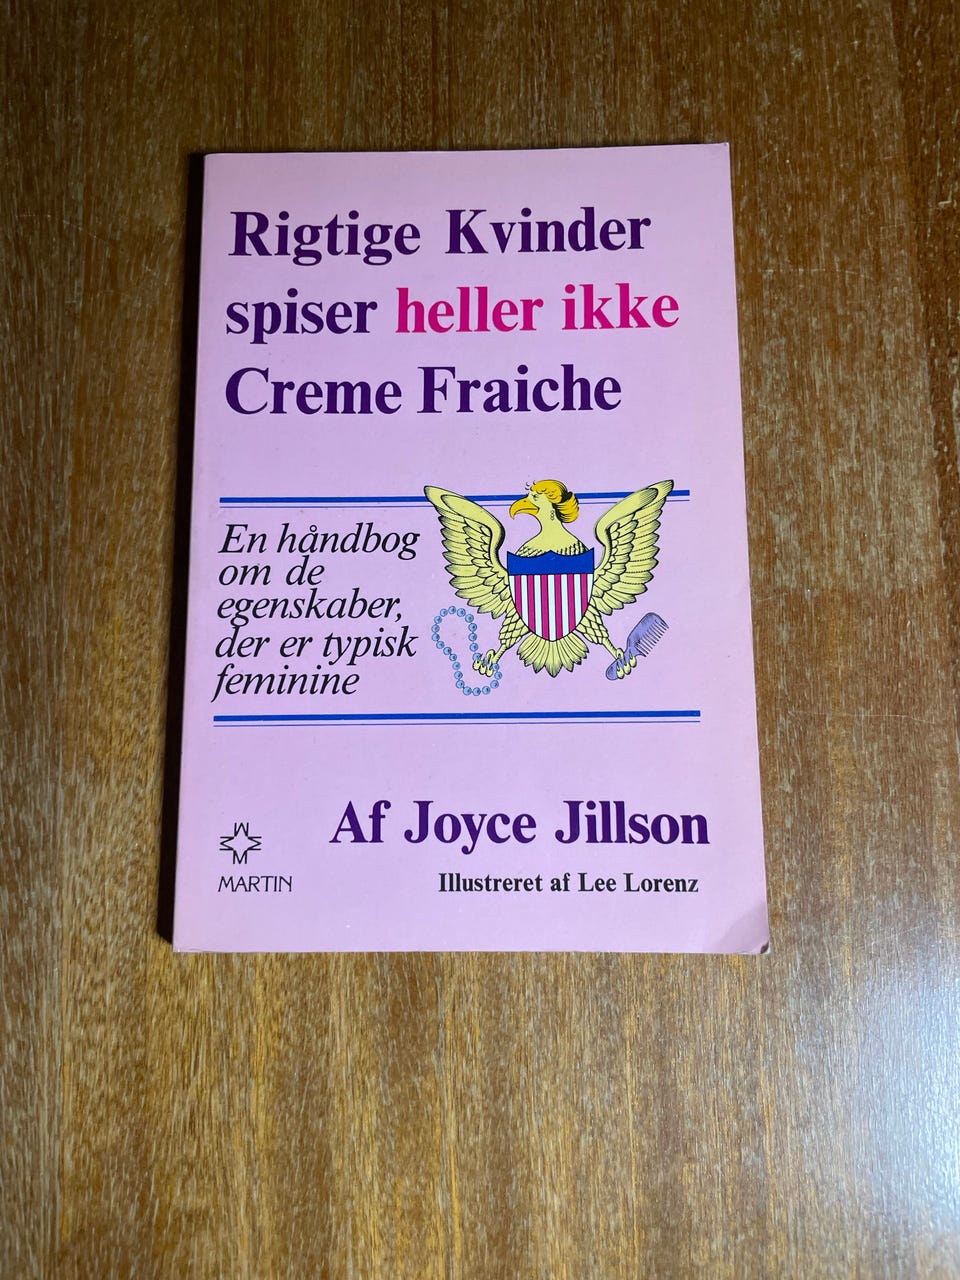 Rigtige Kvinder
spiser heller ikke
Creme Fraiche
En håndbog
om de
egenskaber,
der er typisk
feminine
Af Joyce Jillson
MARTIN
Illustreret af Lee Lorenz